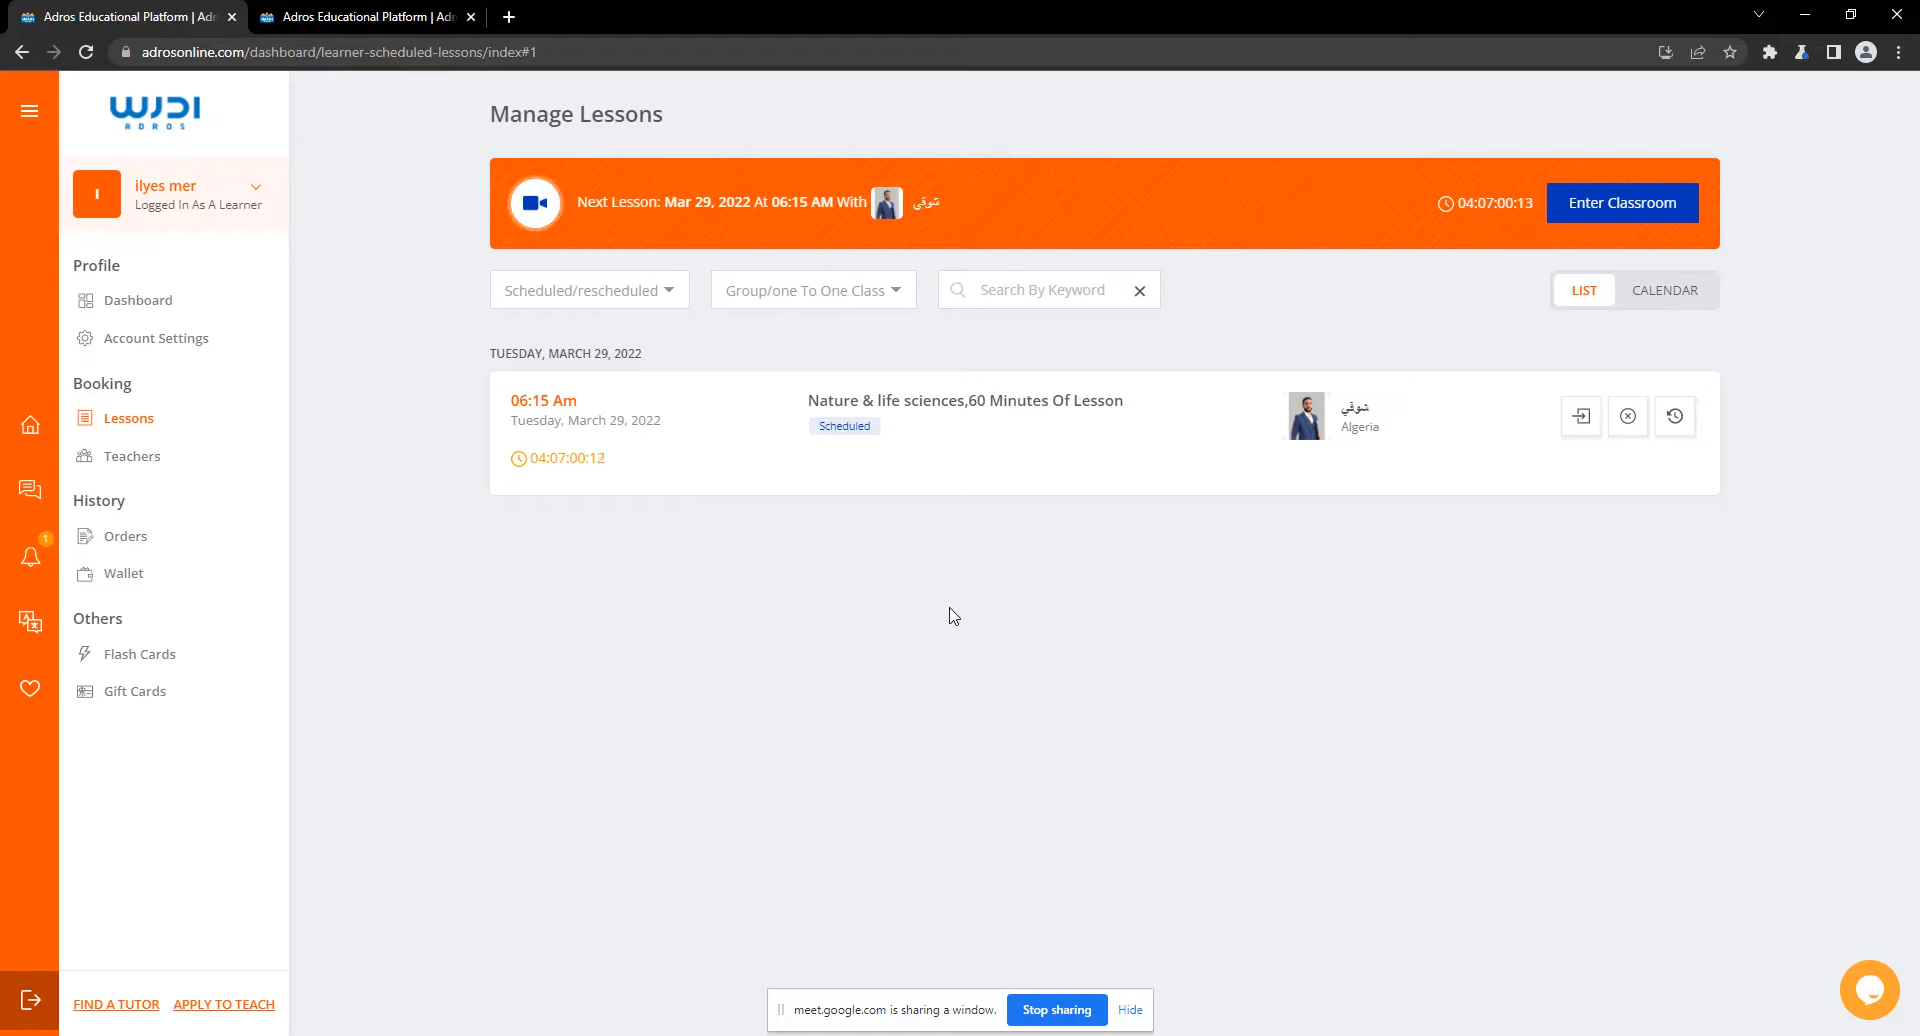 Adros Educational Platform | Adr
Adros Educational Platform | Adr
adrosonline.com/dashboard/learner-scheduled-lessons/index#1
WJDI
ADROS
I
ilyes mer
Logged In As A Learner
Profile
Dashboard
Account Settings
Booking
Lessons
Teachers
History
Orders
Wallet
Others
Flash Cards
Gift Cards
FIND A TUTOR APPLY TO TEACH
1
Manage Lessons
Next Lesson: Mar 29, 2022 At 06:15 AM With شوقي
04:07:00:13
Enter Classroom
Scheduled/rescheduled
Group/one To One Class
Search By Keyword
LIST CALENDAR
TUESDAY, MARCH 29, 2022
06:15 Am
Tuesday, March 29, 2022
04:07:00:12
Nature & life sciences,60 Minutes Of Lesson
Scheduled
شوقي
Algeria
meet.google.com is sharing a window. Stop sharing Hide